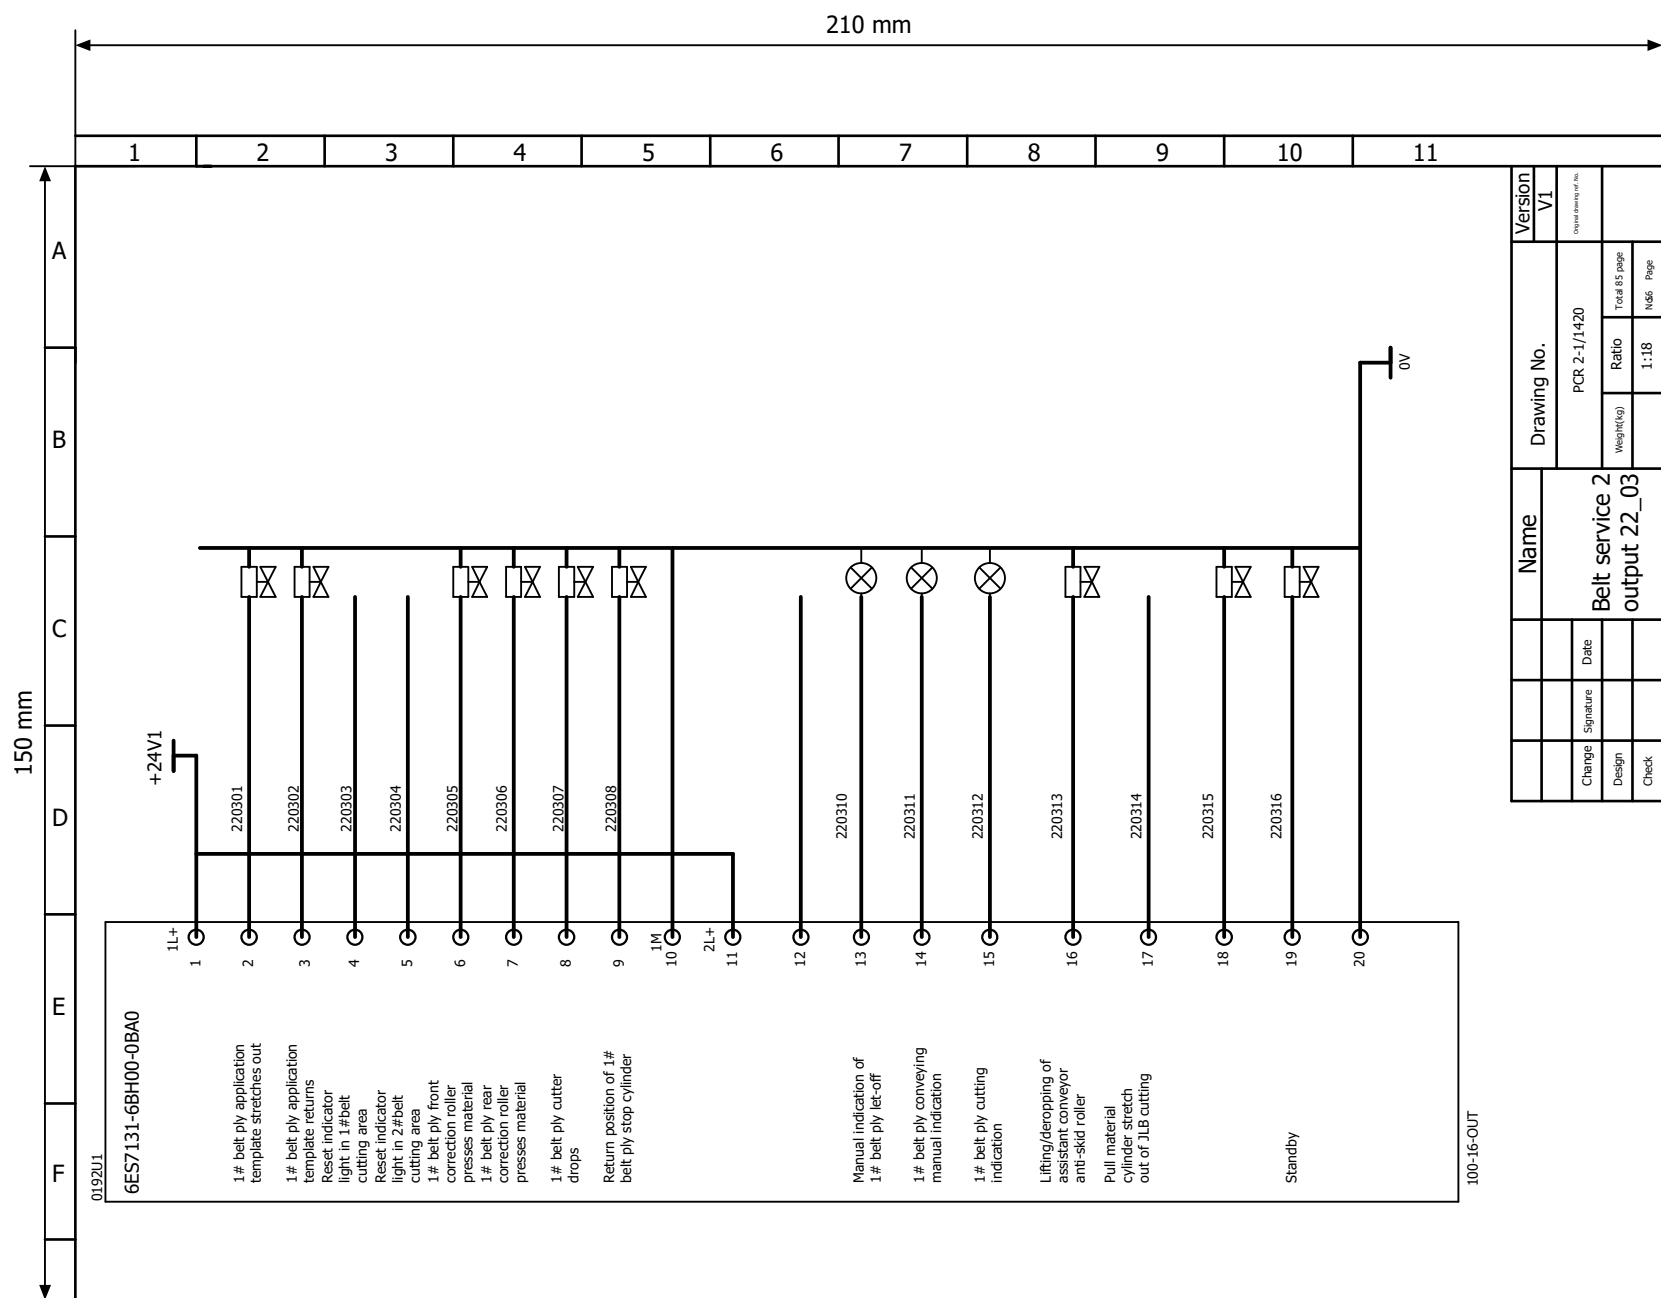 210 mm
1 2 3 4 5 6 7 8 9 10 11
150 mm
A
B
C
D
E
F
+24V1
0V
220301
220302
220303
220304
220305
220306
220307
220308
220310
220311
220312
220313
220314
220315
220316
1L+
1M
2L+
1
2
3
4
5
6
7
8
9
10
11
12
13
14
15
16
17
18
19
20
0192U1
6ES7131-6BH00-0BA0
1# belt ply application
template stretches out
1# belt ply application
template returns
Reset indicator
light in 1#belt
cutting area
Reset indicator
light in 2#belt
cutting area
1# belt ply front
correction roller
presses material
1# belt ply rear
correction roller
presses material
1# belt ply cutter
drops
Return position of 1#
belt ply stop cylinder
Manual indication of
1# belt ply let-off
1# belt ply conveying
manual indication
1# belt ply cutting
indication
Lifting/deropping of
assistant conveyor
anti-skid roller
Pull material
cylinder stretch
out of JLB cutting
Standby
100-16-OUT
Version
V1
Original drawing ref. No.
Drawing No.
PCR 2-1/1420
Total 85 page
Ratio
Weight(kg)
Page
1:18
Name
Belt service 2
output 22_03
Date
Signature
Change
Design
Check